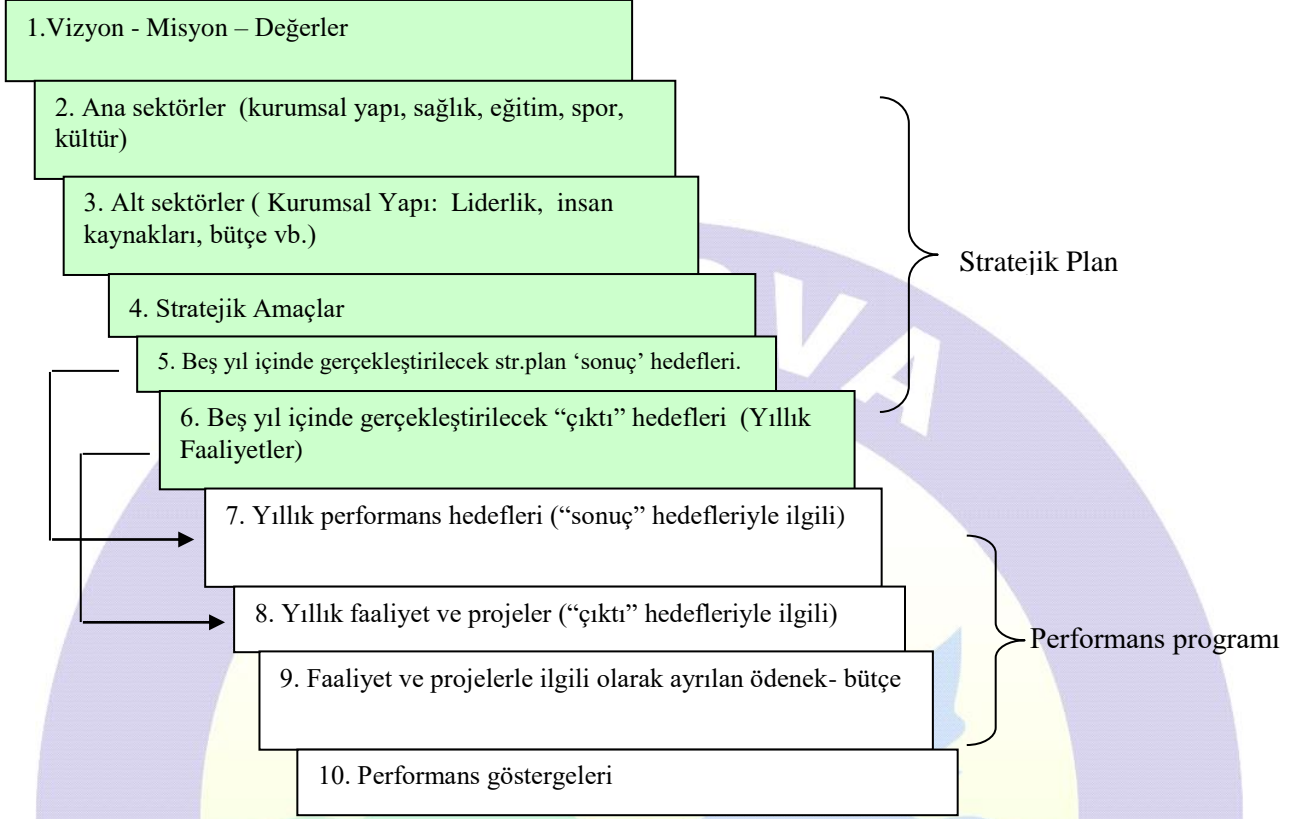 1.Vizyon - Misyon – Değerler
2. Ana sektörler  (kurumsal yapı, sağlık, eğitim, spor,
kültür)
3. Alt sektörler ( Kurumsal Yapı:  Liderlik,  insan
kaynakları, bütçe vb.)
Stratejik Plan
4. Stratejik Amaçlar
5. Beş yıl içinde gerçekleştirilecek str.plan ‘sonuç’ hedefleri.
6. Beş yıl içinde gerçekleştirilecek “çıktı” hedefleri  (Yıllık
Faaliyetler)
7. Yıllık performans hedefleri (“sonuç” hedefleriyle ilgili)
8. Yıllık faaliyet ve projeler (“çıktı” hedefleriyle ilgili)
Performans programı
9. Faaliyet ve projelerle ilgili olarak ayrılan ödenek- bütçe
10. Performans göstergeleri